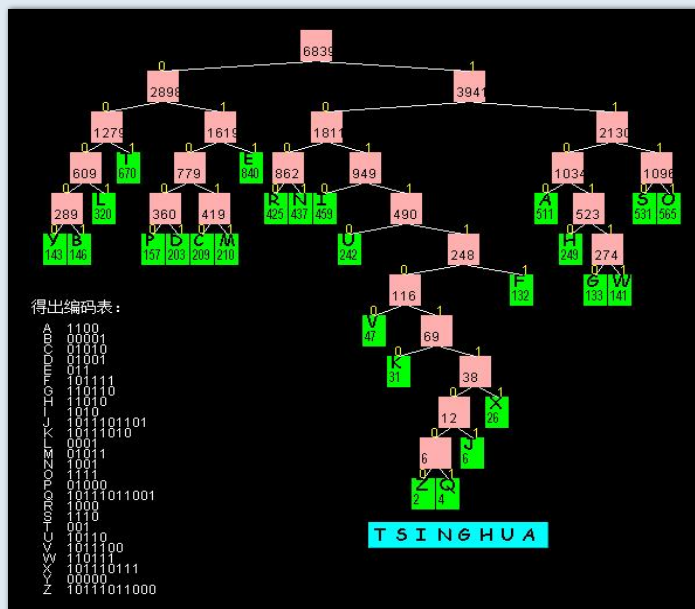 6839
0 1
2898 3941
0 1 0 1
1279 1619 1811 2130
0 1 0 1 0 1 0 1
609 T 779 E 862 949 1034 1096
670 840
0 1 0 1 0 1 0 1 0 1 0 1
289 L 360 419 R N I 490 A 523 S O
320 425 437 459 511 531 565
0 1 0 1 0 1 0 1 0 1
Y B P D C M U 248 H 274
143 146 157 203 209 210 242 249
0 1 0 1
116 F G W
132 133 141
0 1
V 69
47
0 1
K 38
31
0 1
12 X
26
0 1
6 J
6
0 1
Z Q
2 4
T S I N G H U A
得出编码表：
A 1100
B 00001
C 01010
D 01001
E 011
F 101111
G 110110
H 11010
I 1010
J 1011101101
K 10111010
L 0001
M 01011
N 1001
O 1111
P 01000
Q 10111011001
R 1000
S 1110
T 001
U 10110
V 1011100
W 110111
X 101110111
Y 00000
Z 10111011000